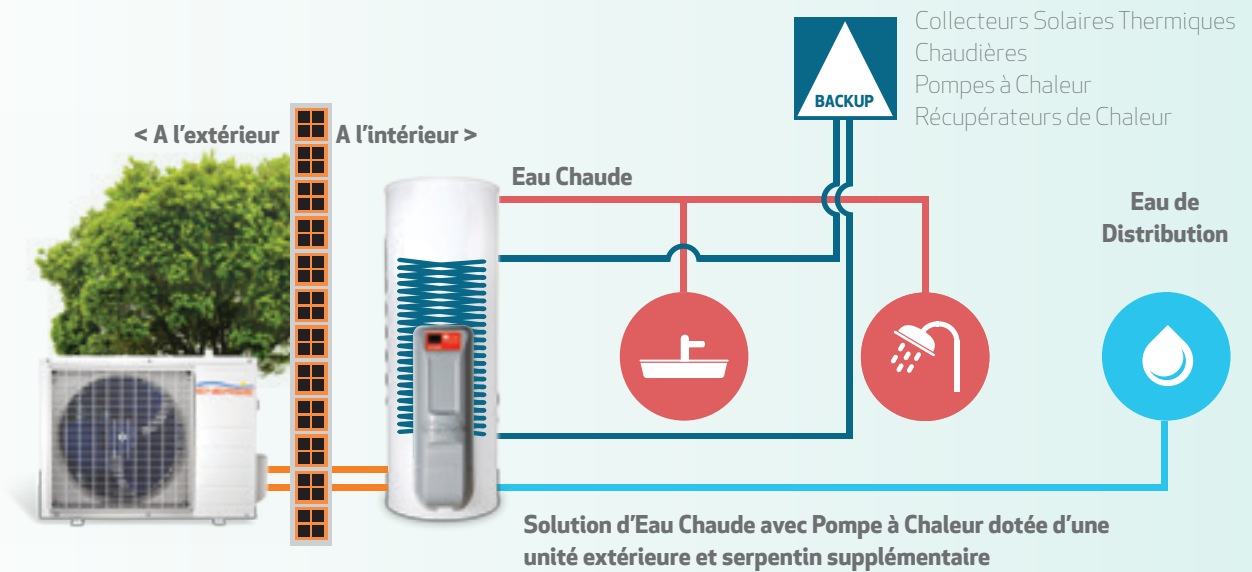 Collecteurs Solaires Thermiques
Chaudières
Pompes à Chaleur
Récupérateurs de Chaleur
BACKUP
< A l'extérieur
A l'intérieur >
Eau Chaude
Eau de
Distribution
Solution d'Eau Chaude avec Pompe à Chaleur dotée d'une
unité extérieure et serpentin supplémentaire